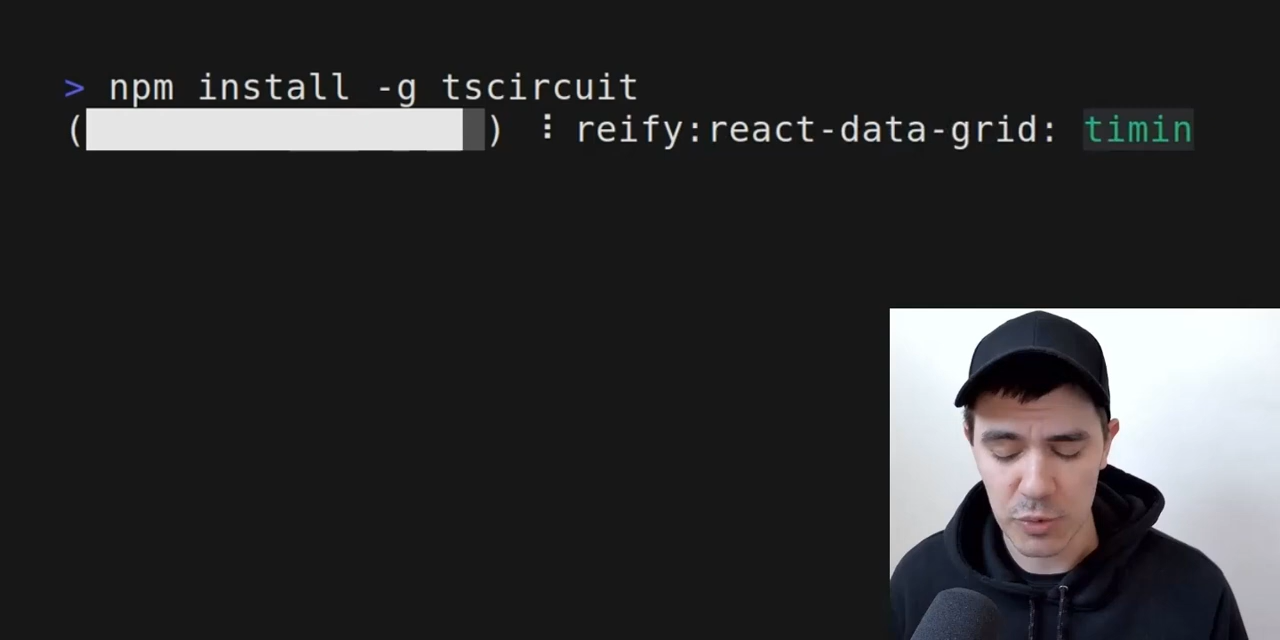 > npm install -g tscircuit
( ) ⠸ reify:react-data-grid: timin